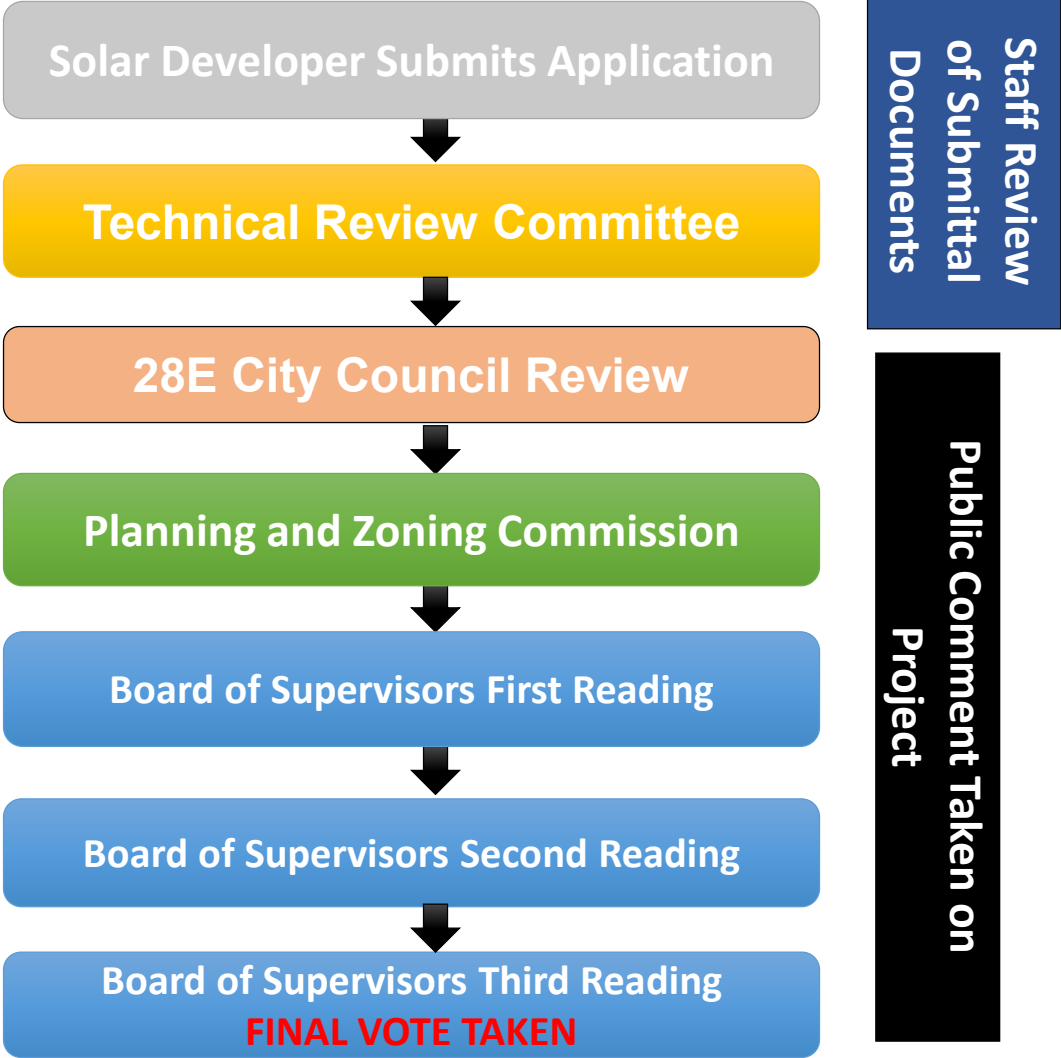 Solar Developer Submits Application
Technical Review Committee
28E City Council Review
Planning and Zoning Commission
Board of Supervisors First Reading
Board of Supervisors Second Reading
Board of Supervisors Third Reading
FINAL VOTE TAKEN
Staff Review
of Submittal
Documents
Public Comment Taken on
Project